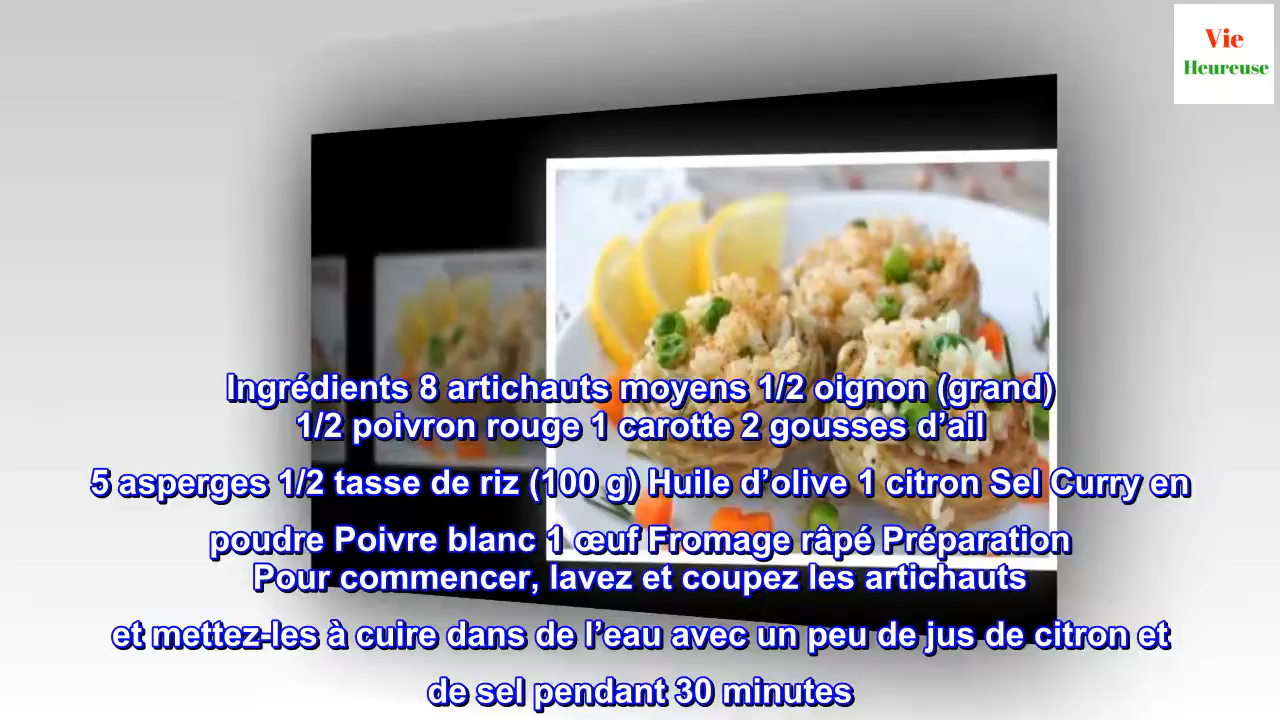 Vie
Heureuse
Ingrédients 8 artichauts moyens 1/2 oignon (grand)
1/2 poivron rouge 1 carotte 2 gousses d’ail
5 asperges 1/2 tasse de riz (100 g) Huile d’olive 1 citron Sel Curry en
poudre Poivre blanc 1 œuf Fromage râpé Préparation
Pour commencer, lavez et coupez les artichauts
et mettez-les à cuire dans de l’eau avec un peu de jus de citron et
de sel pendant 30 minutes